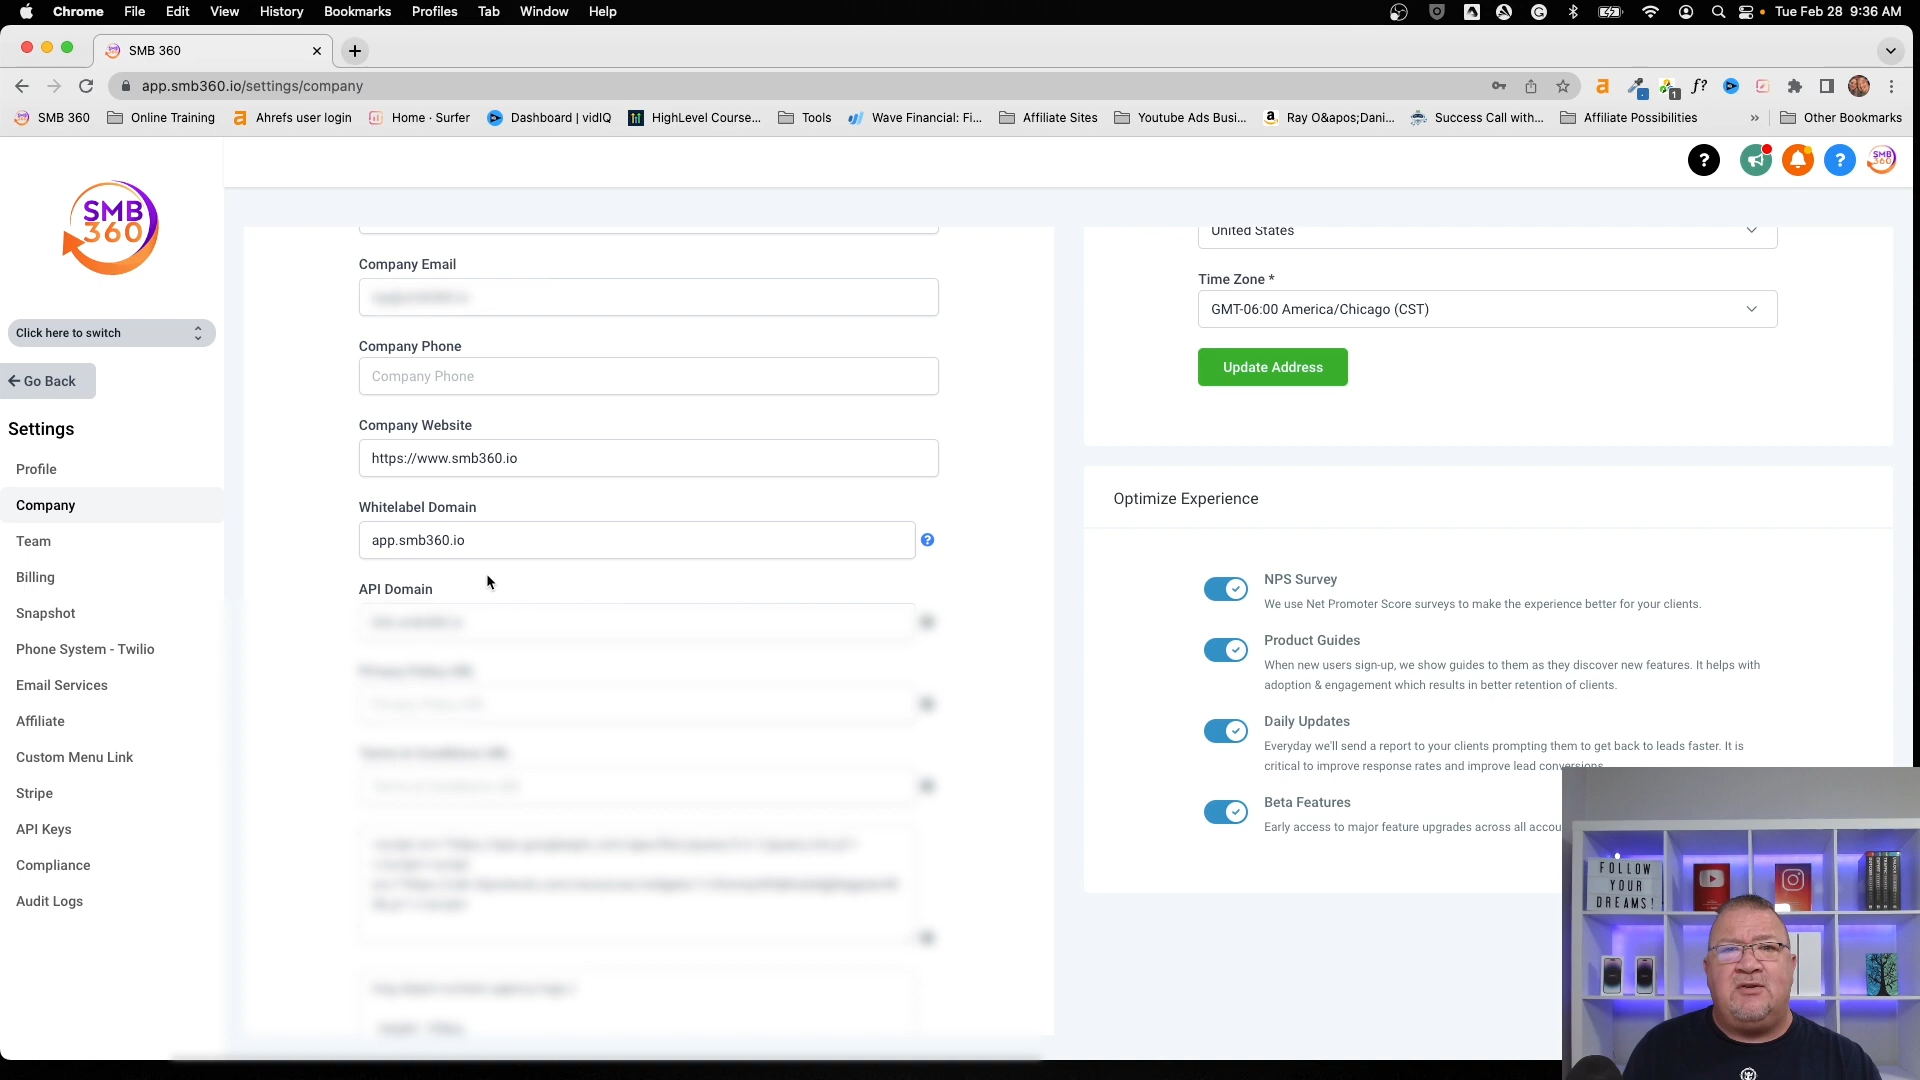 Chrome File Edit View History Bookmarks Profiles Tab Window Help
Tue Feb 28 9:36 AM
SMB 360
app.smb360.io/settings/company
SMB 360 Online Training Ahrefs user login Home · Surfer Dashboard | vidIQ HighLevel Course... Tools Wave Financial: Fi... Affiliate Sites Youtube Ads Busi... Ray O&apos;Dani... Success Call with... Affiliate Possibilities » Other Bookmarks
SMB
360
Click here to switch
Go Back
Settings
Profile
Company
Team
Billing
Snapshot
Phone System - Twilio
Email Services
Affiliate
Custom Menu Link
Stripe
API Keys
Compliance
Audit Logs
Company Email
Company Phone
Company Phone
Company Website
https://www.smb360.io
Whitelabel Domain
app.smb360.io
API Domain
United States
Time Zone *
GMT-06:00 America/Chicago (CST)
Update Address
Optimize Experience
NPS Survey
We use Net Promoter Score surveys to make the experience better for your clients.
Product Guides
When new users sign-up, we show guides to them as they discover new features. It helps with
adoption & engagement which results in better retention of clients.
Daily Updates
Everyday we'll send a report to your clients prompting them to get back to leads faster. It is
critical to improve response rates and improve lead conversions.
Beta Features
Early access to major feature upgrades across all accou
FOLLOW
YOUR
DREAMS!